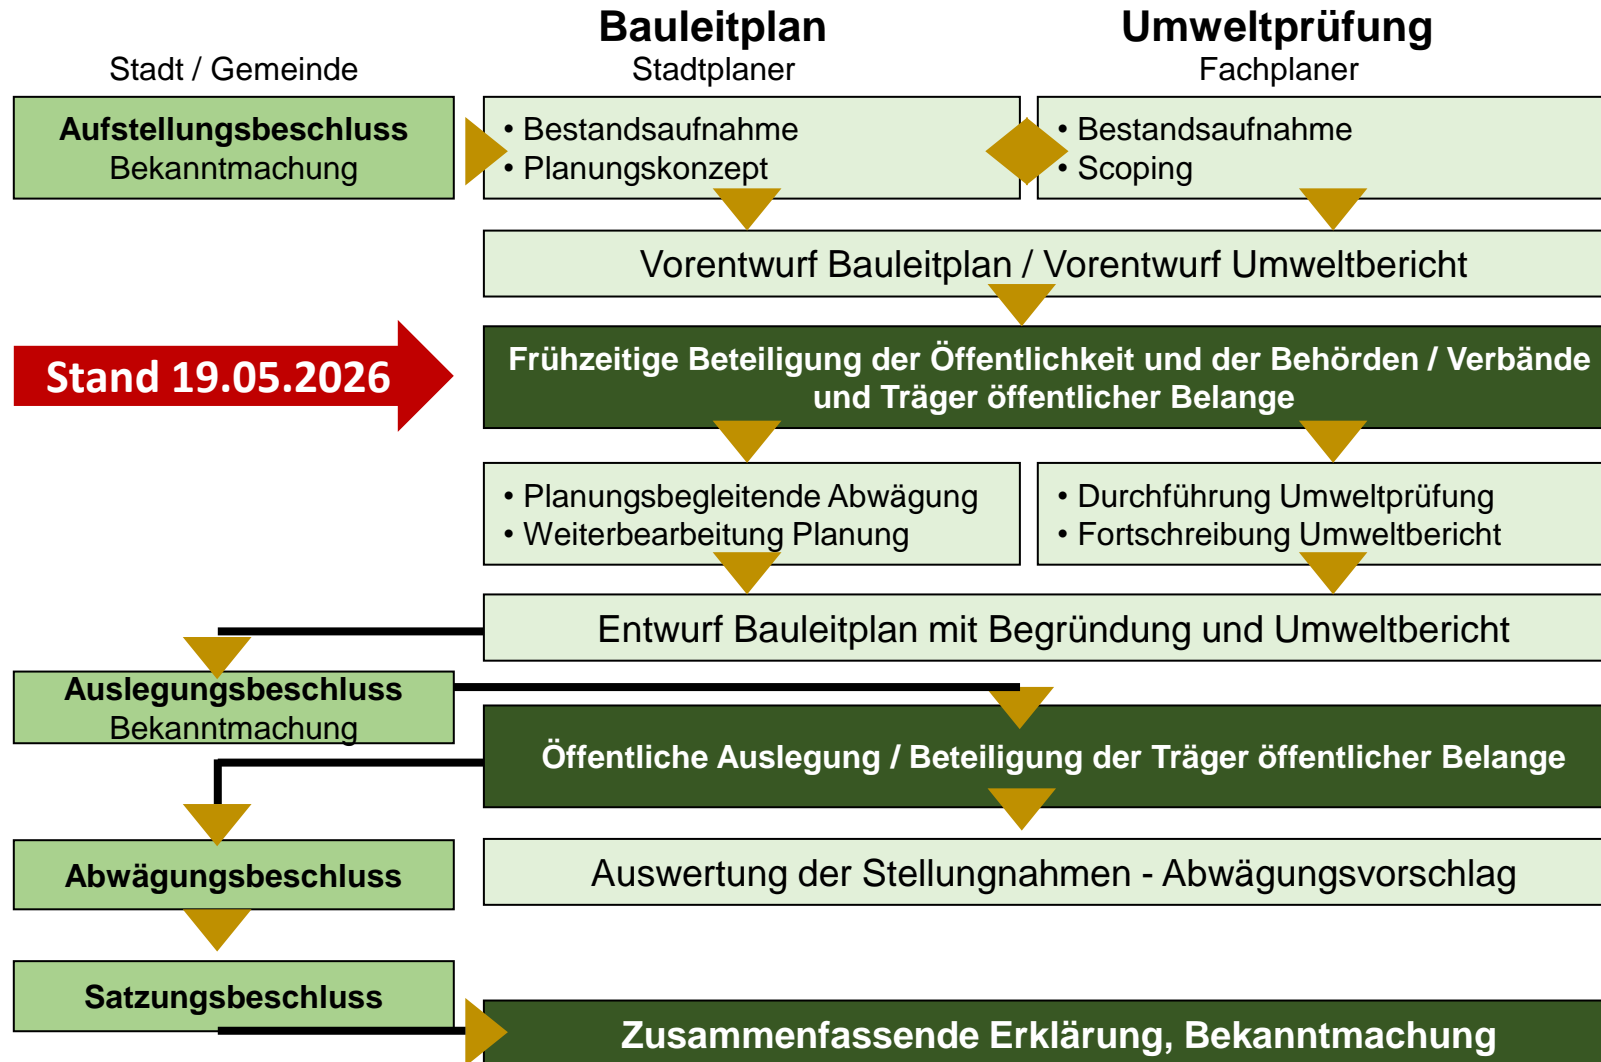 Bauleitplan
Umweltprüfung
Stadt / Gemeinde
Stadtplaner
Fachplaner
Aufstellungsbeschluss
Bekanntmachung
• Bestandsaufnahme
• Planungskonzept
• Bestandsaufnahme
• Scoping
Vorentwurf Bauleitplan / Vorentwurf Umweltbericht
Stand 19.05.2026
Frühzeitige Beteiligung der Öffentlichkeit und der Behörden / Verbände
und Träger öffentlicher Belange
• Planungsbegleitende Abwägung
• Weiterbearbeitung Planung
• Durchführung Umweltprüfung
• Fortschreibung Umweltbericht
Entwurf Bauleitplan mit Begründung und Umweltbericht
Auslegungsbeschluss
Bekanntmachung
Öffentliche Auslegung / Beteiligung der Träger öffentlicher Belange
Abwägungsbeschluss
Auswertung der Stellungnahmen - Abwägungsvorschlag
Satzungsbeschluss
Zusammenfassende Erklärung, Bekanntmachung